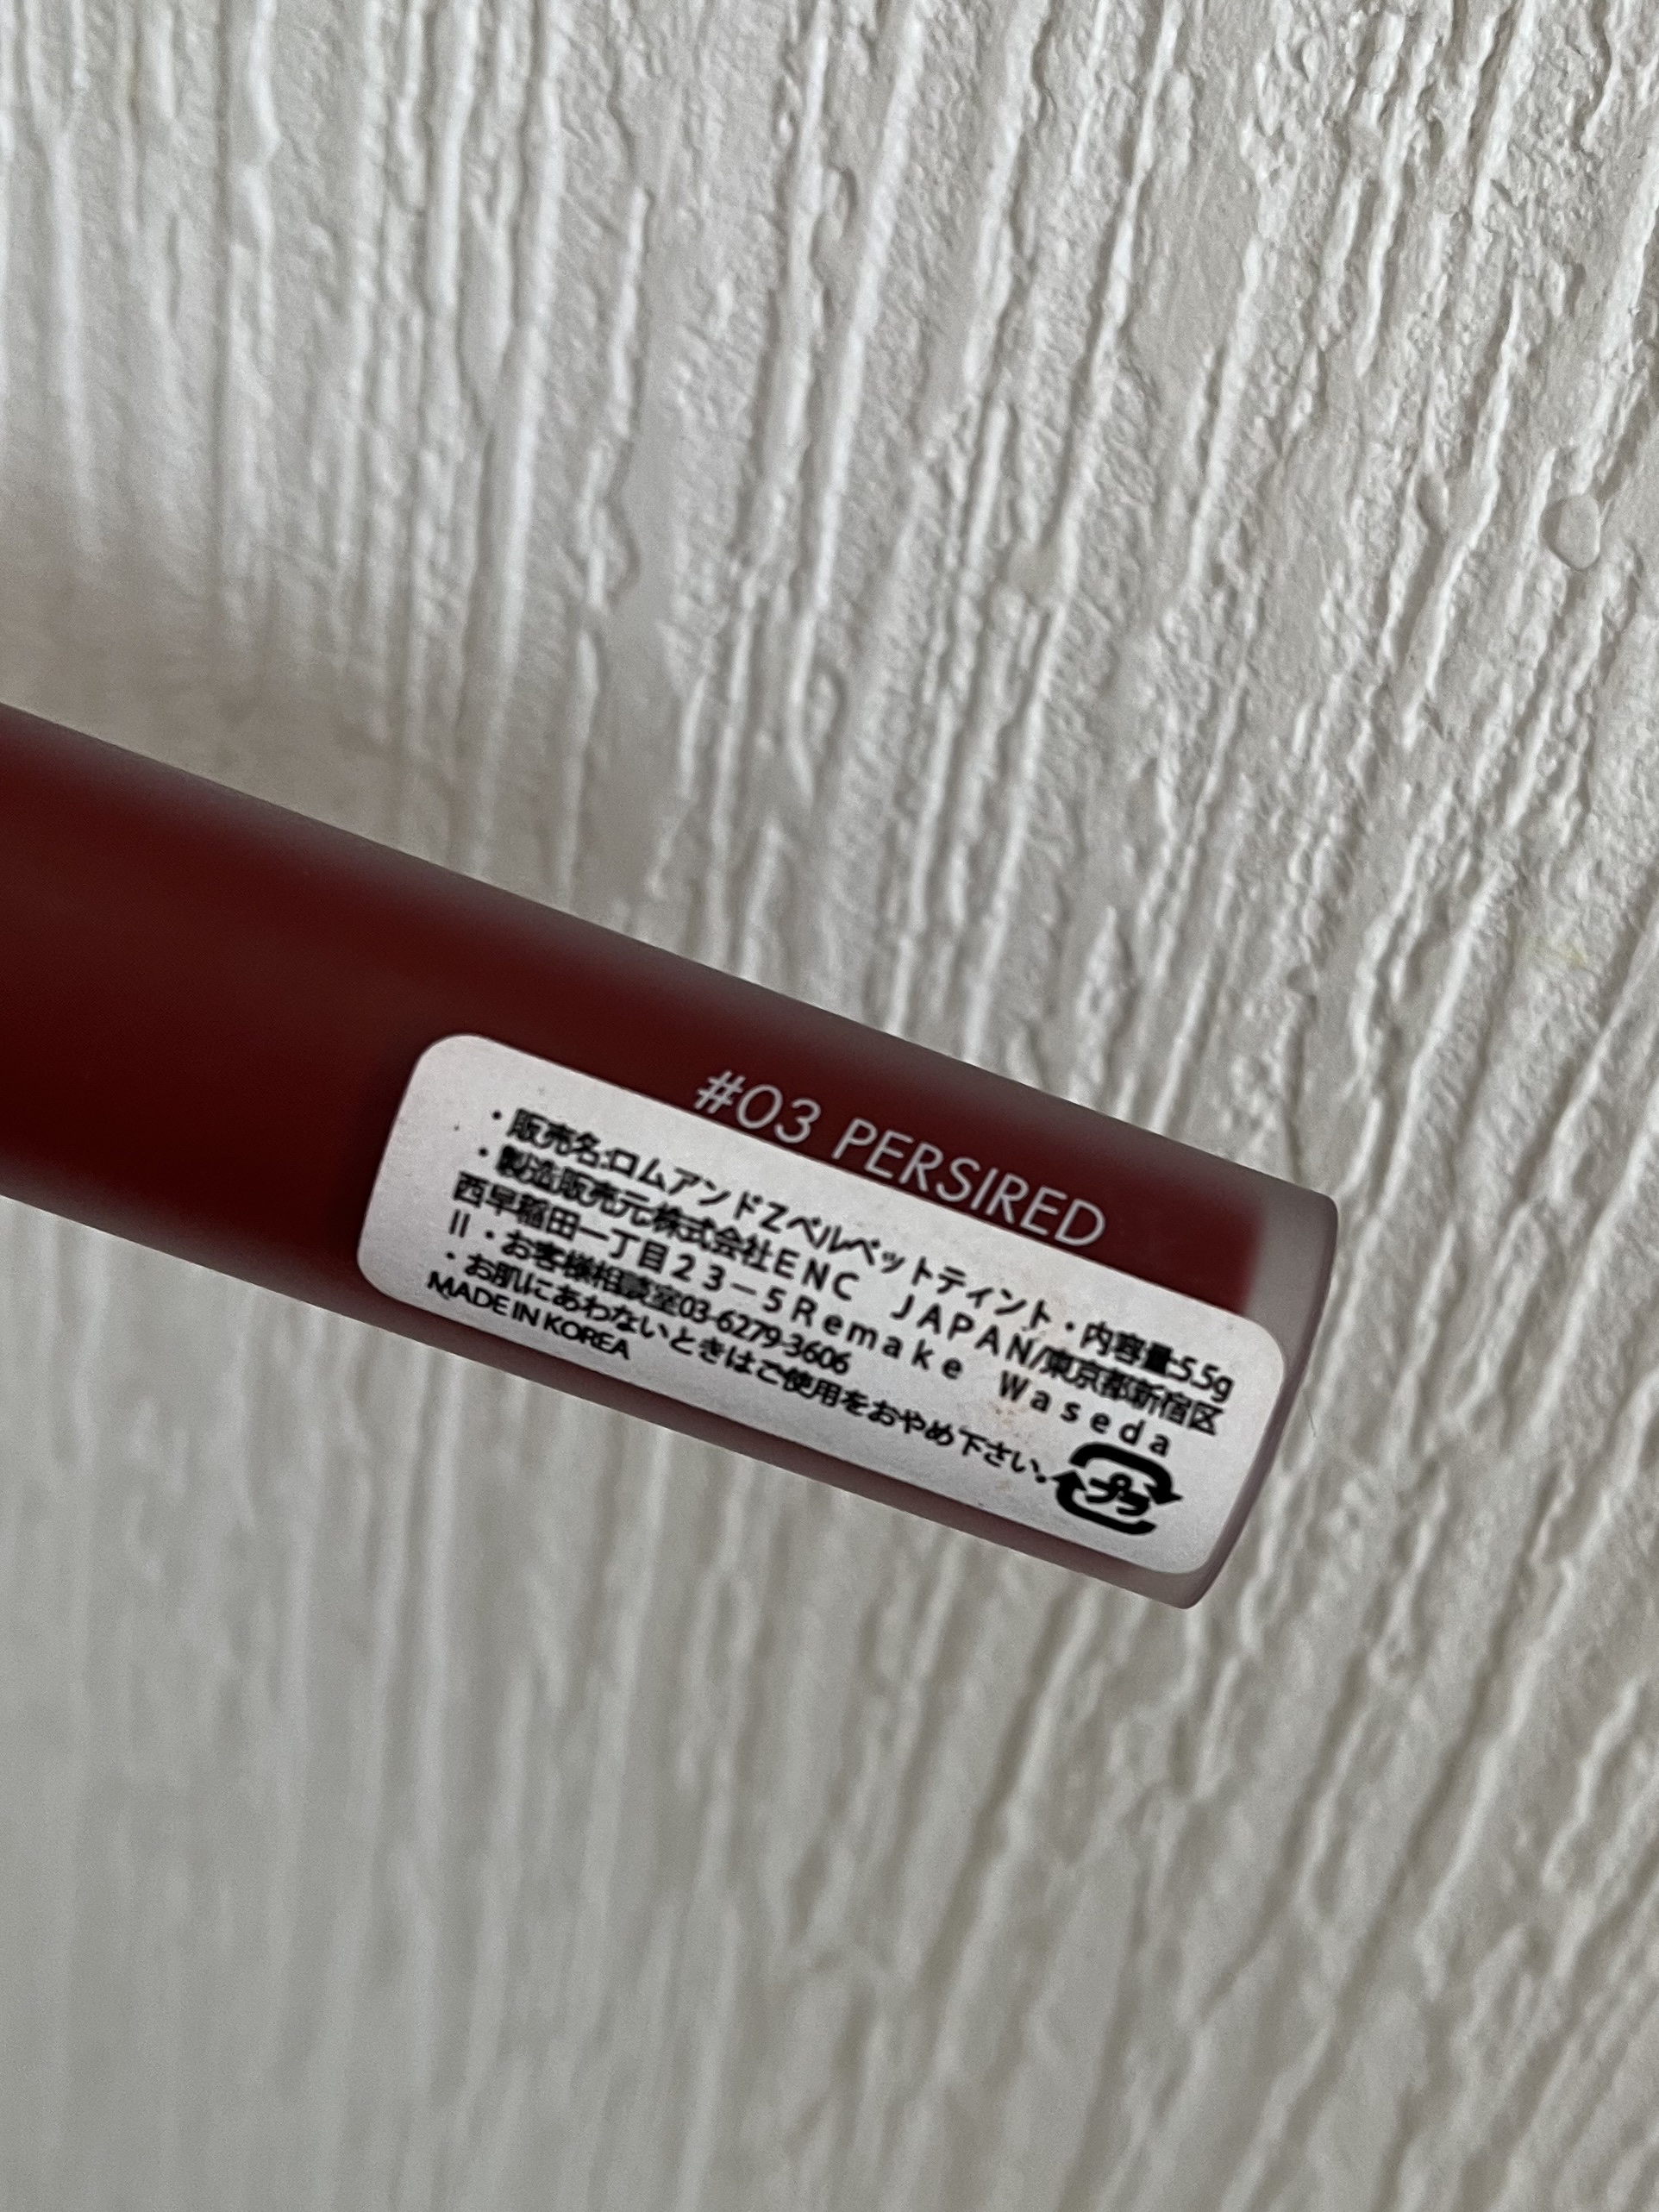 #03 PERSIRED
・販売名:ロムアンドZベルベットティント・内容量:5.5g
・製造販売元株式会社ENC JAPAN/東京都新宿区
西早稲田一丁目23－5Remake Waseda
II・お客様相談室03-6279-3606
・お肌にあわないときはご使用をおやめ下さい。
MADE IN KOREA
プラ